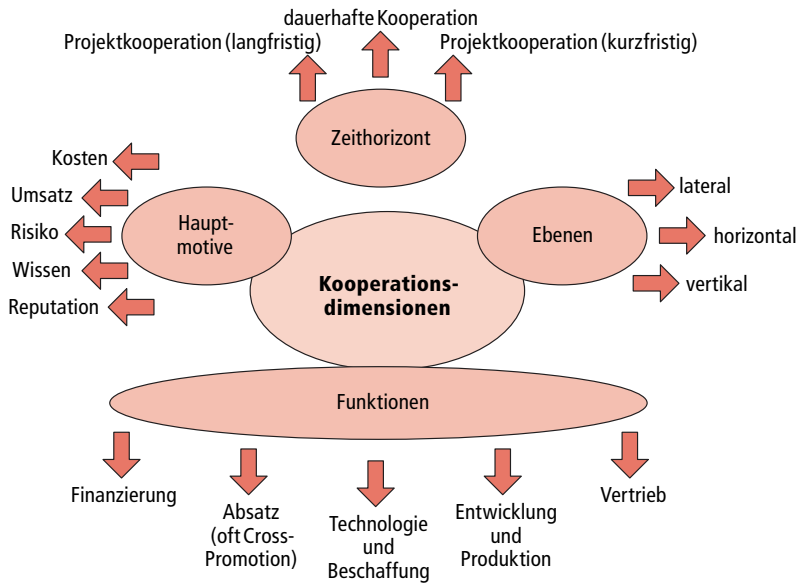 dauerhafte Kooperation
Projektkooperation (langfristig)
Projektkooperation (kurzfristig)
Zeithorizont
Kosten
Umsatz
Risiko
Wissen
Reputation
Haupt-
motive
Ebenen
lateral
horizontal
vertikal
Kooperations-
dimensionen
Funktionen
Finanzierung
Absatz
(oft Cross-
Promotion)
Technologie
und
Beschaffung
Entwicklung
und
Produktion
Vertrieb